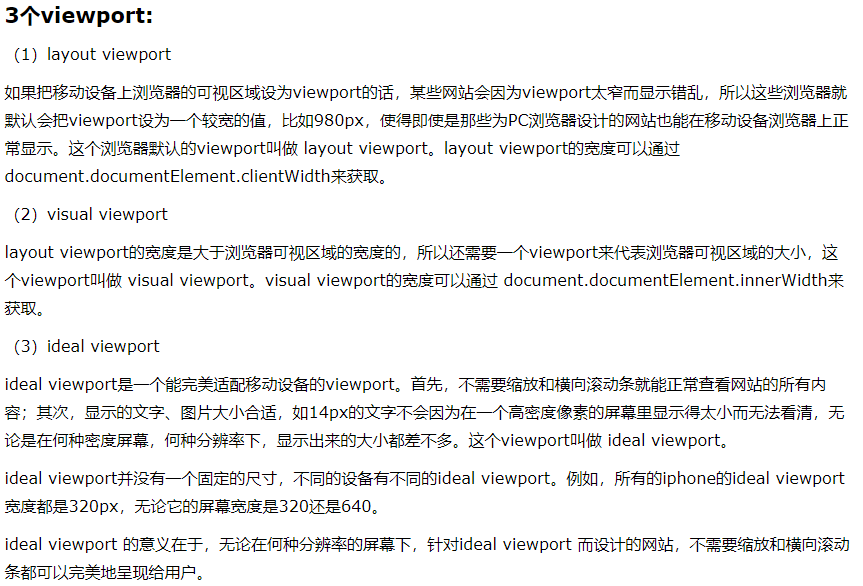 3个viewport:
（1）layout viewport
如果把移动设备上浏览器的可视区域设为viewport的话，某些网站会因为viewport太窄而显示错乱，所以这些浏览器就
默认会把viewport设为一个较宽的值，比如980px，使得即使是那些为PC浏览器设计的网站也能在移动设备浏览器上正
常显示。这个浏览器默认的viewport叫做 layout viewport。layout viewport的宽度可以通过
document.documentElement.clientWidth来获取。
（2）visual viewport
layout viewport的宽度是大于浏览器可视区域的宽度的，所以还需要一个viewport来代表浏览器可视区域的大小，这
个viewport叫做 visual viewport。visual viewport的宽度可以通过 document.documentElement.innerWidth来
获取。
（3）ideal viewport
ideal viewport是一个能完美适配移动设备的viewport。首先，不需要缩放和横向滚动条就能正常查看网站的所有内
容；其次，显示的文字、图片大小合适，如14px的文字不会因为在一个高密度像素的屏幕里显示得太小而无法看清，无
论是在何种密度屏幕，何种分辨率下，显示出来的大小都差不多。这个viewport叫做 ideal viewport。
ideal viewport并没有一个固定的尺寸，不同的设备有不同的ideal viewport。例如，所有的iphone的ideal viewport
宽度都是320px，无论它的屏幕宽度是320还是640。
ideal viewport 的意义在于，无论在何种分辨率的屏幕下，针对ideal viewport 而设计的网站，不需要缩放和横向滚动
条都可以完美地呈现给用户。